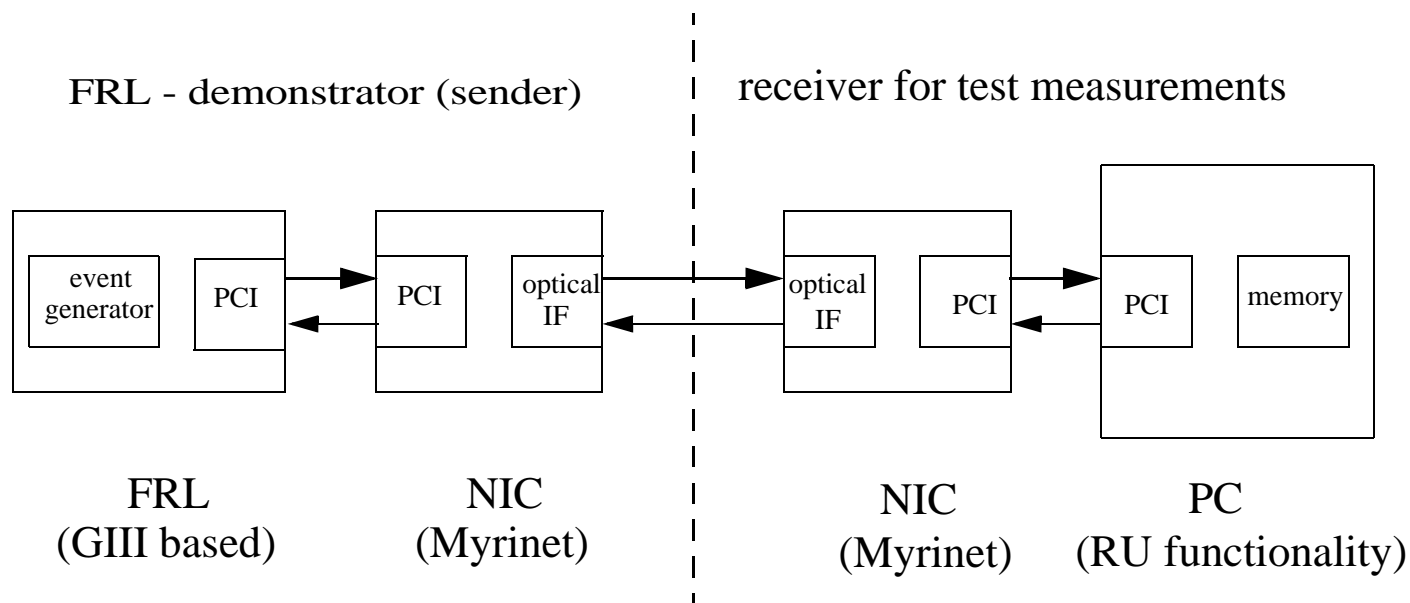 FRL - demonstrator (sender)
receiver for test measurements
event
generator
PCI
PCI
optical
IF
optical
IF
PCI
PCI
memory
FRL
(GIII based)
NIC
(Myrinet)
NIC
(Myrinet)
PC
(RU functionality)